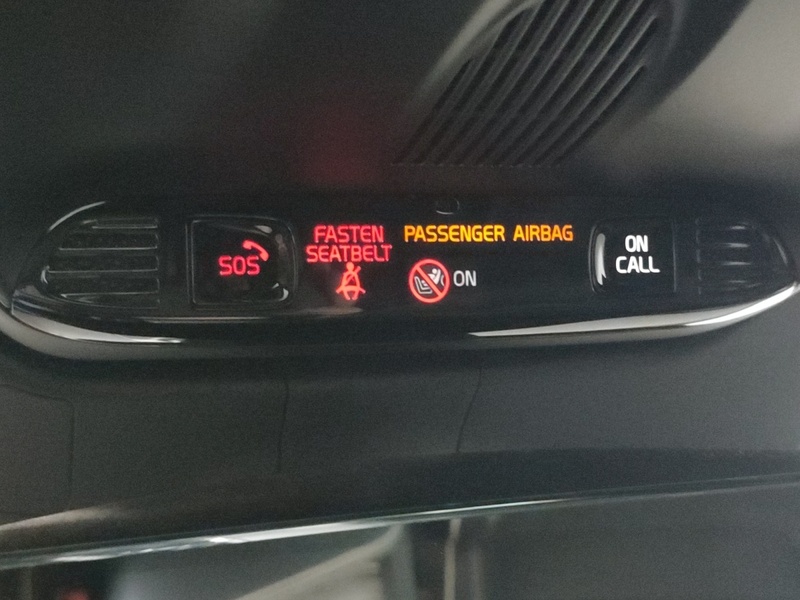 SOS
FASTEN
SEATBELT
PASSENGER AIRBAG
ON
ON
CALL